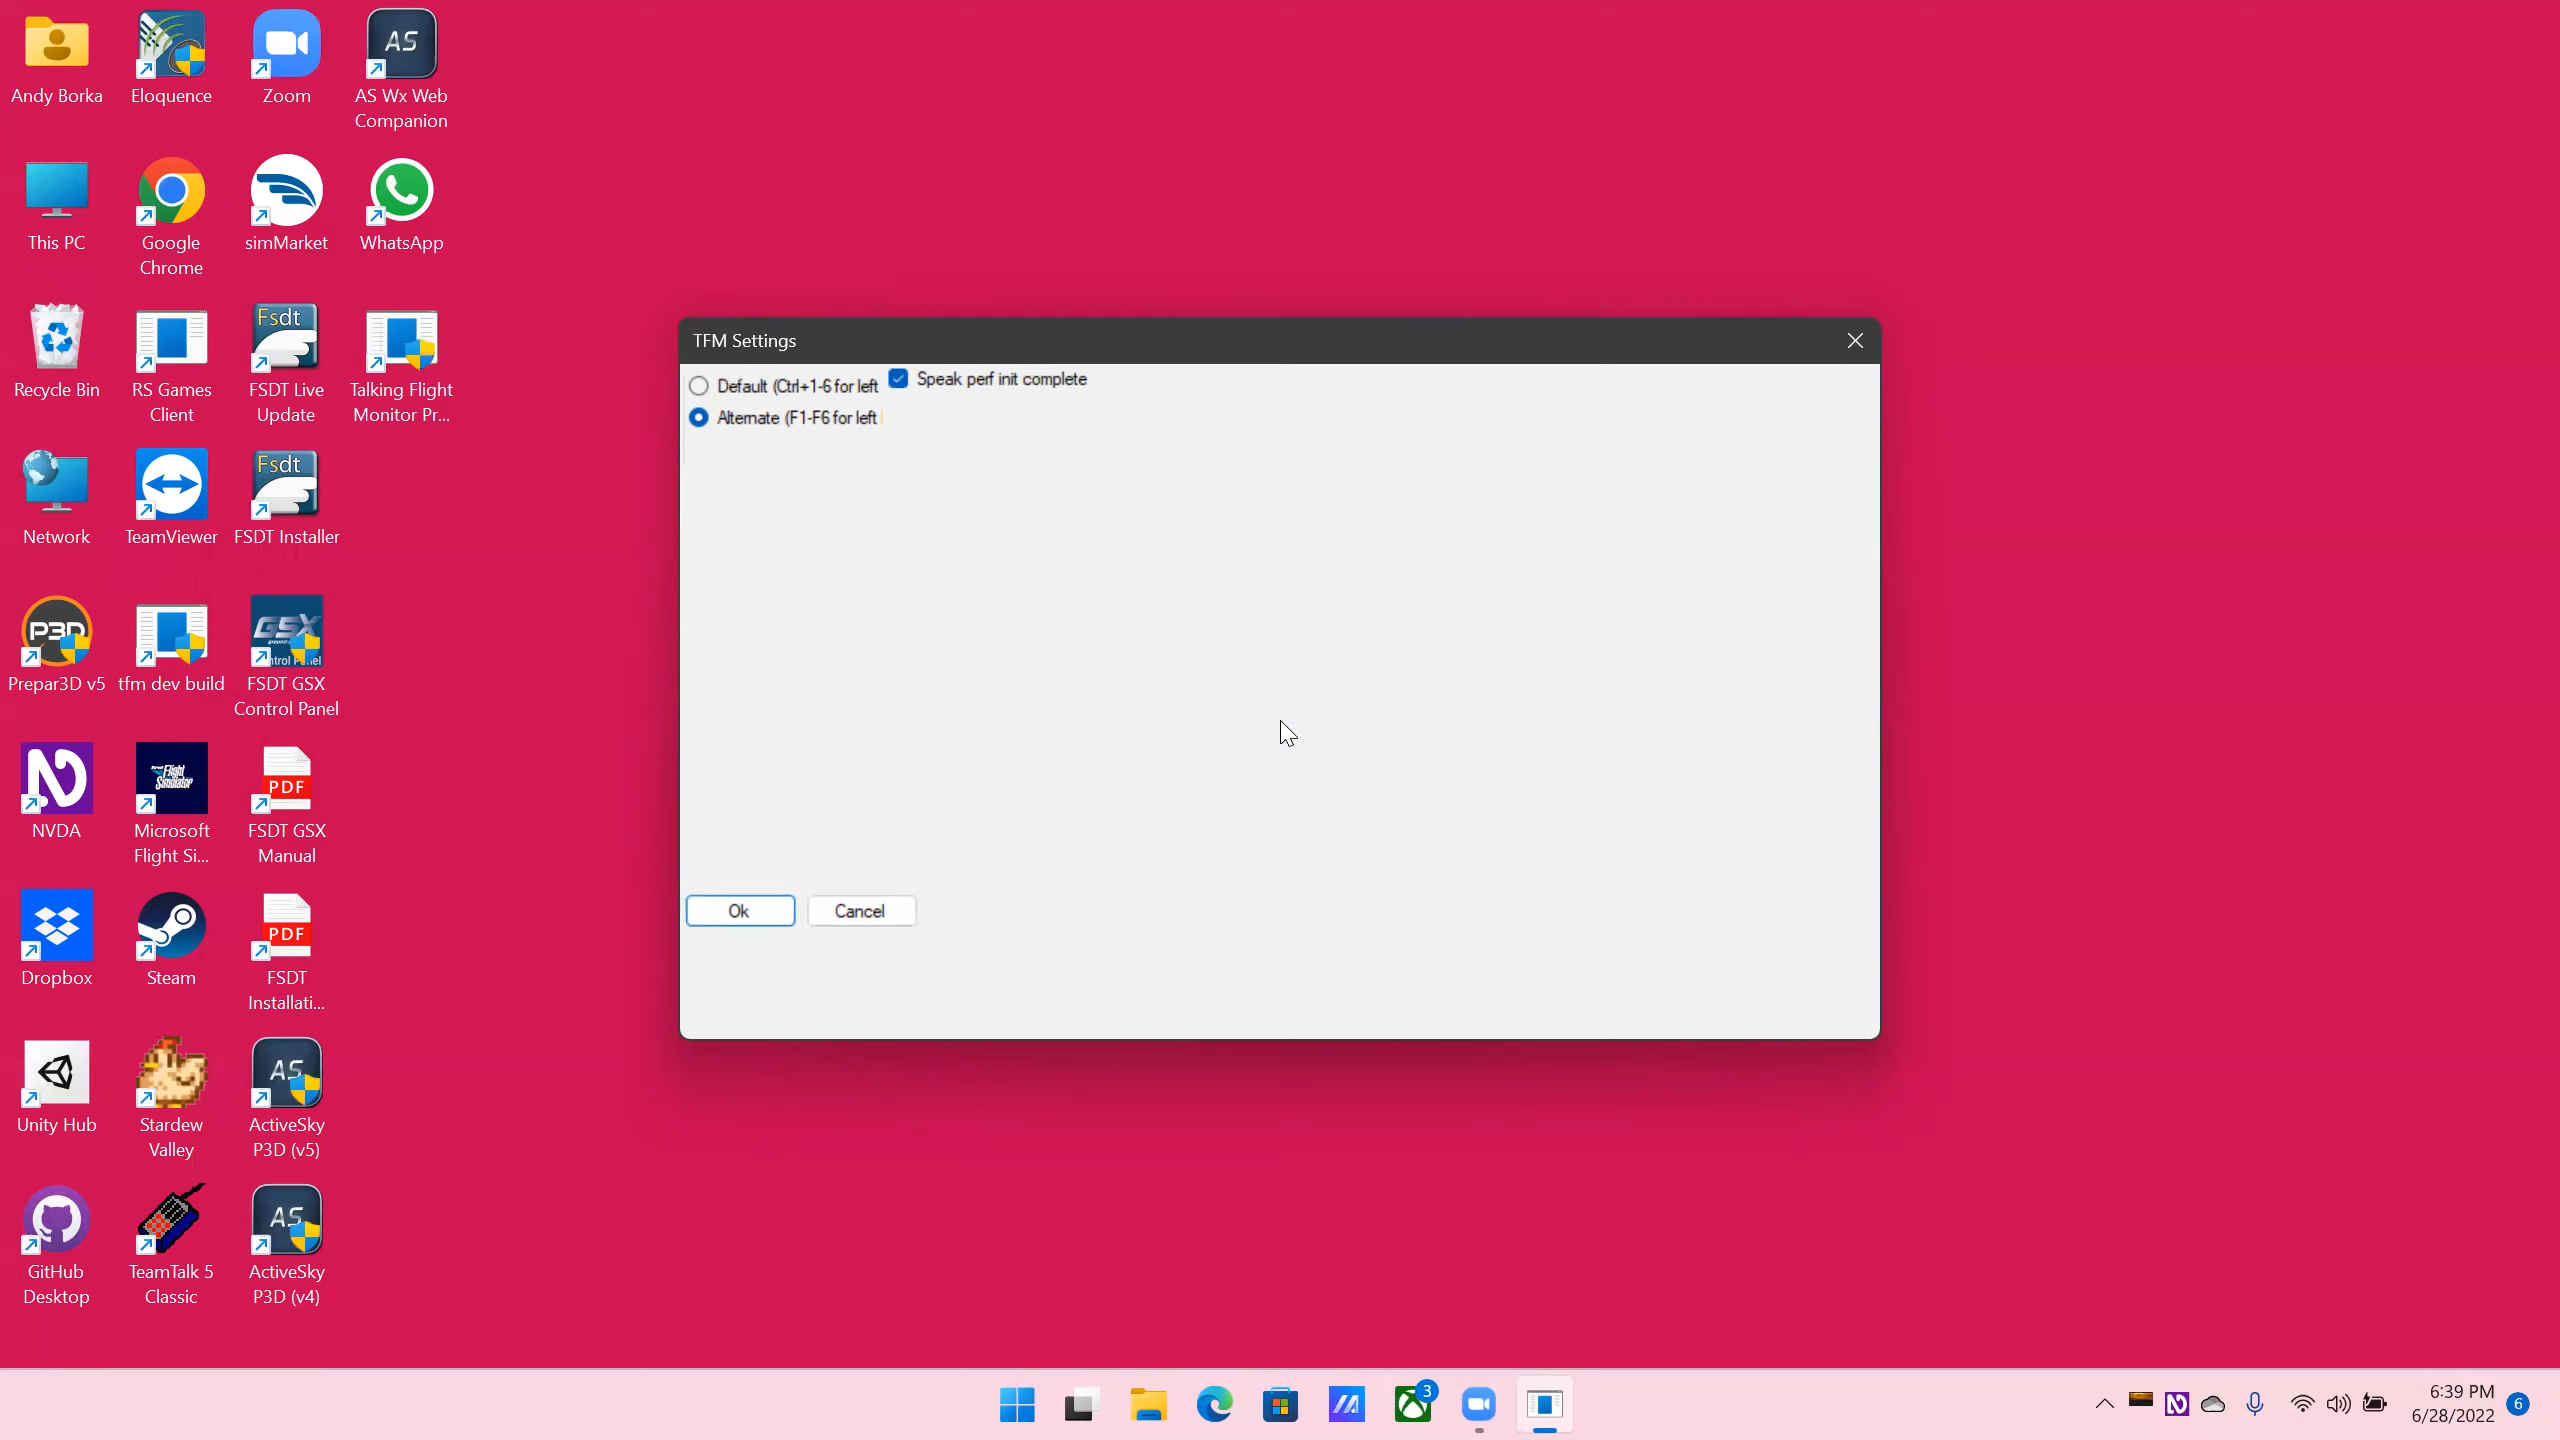 Andy Borka
Eloquence
Zoom
AS
AS Wx Web
Companion
This PC
Google
Chrome
simMarket
WhatsApp
Recycle Bin
RS Games
Client
Fsdt
FSDT Live
Update
Talking Flight
Monitor Pr...
Network
TeamViewer
Fsdt
FSDT Installer
P3D
Prepar3D v5
tfm dev build
GSX
FSDT GSX
Control Panel
NVDA
Flight
Simulator
Microsoft
Flight Si...
PDF
FSDT GSX
Manual
Dropbox
Steam
PDF
FSDT
Installati...
Unity Hub
Stardew
Valley
AS
ActiveSky
P3D (v5)
GitHub
Desktop
TeamTalk 5
Classic
AS
ActiveSky
P3D (v4)
TFM Settings
Default (Ctrl+1-6 for left
Speak perf init complete
Alternate (F1-F6 for left
Ok
Cancel
3
6:39 PM
6/28/2022
6